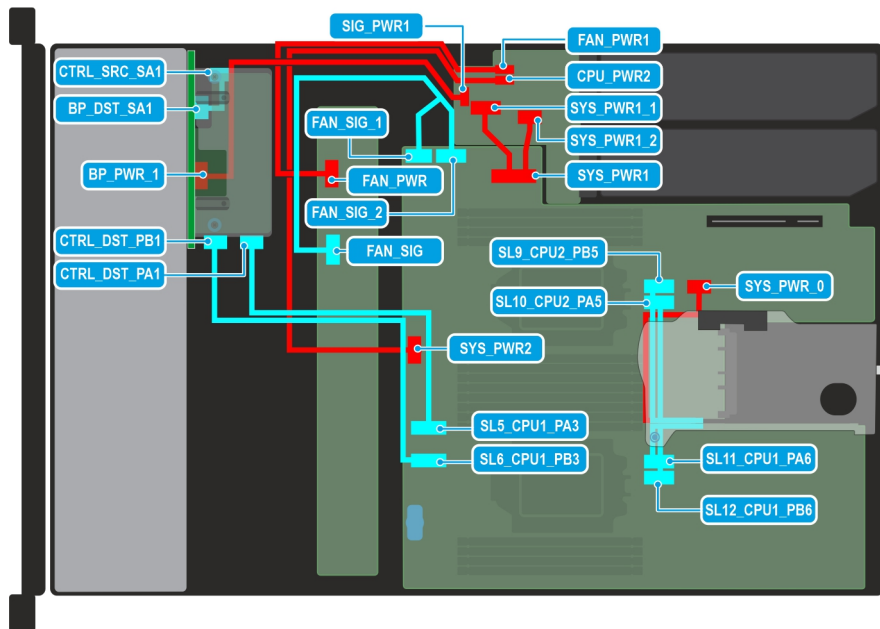 SIG_PWR1
FAN_PWR1
CTRL_SRC_SA1
CPU_PWR2
BP_DST_SA1
SYS_PWR1_1
FAN_SIG_1
SYS_PWR1_2
BP_PWR_1
FAN_PWR
SYS_PWR1
FAN_SIG_2
CTRL_DST_PB1
FAN_SIG
SL9_CPU2_PB5
CTRL_DST_PA1
SYS_PWR_0
SL10_CPU2_PA5
SYS_PWR2
SL5_CPU1_PA3
SL6_CPU1_PB3
SL11_CPU1_PA6
SL12_CPU1_PB6